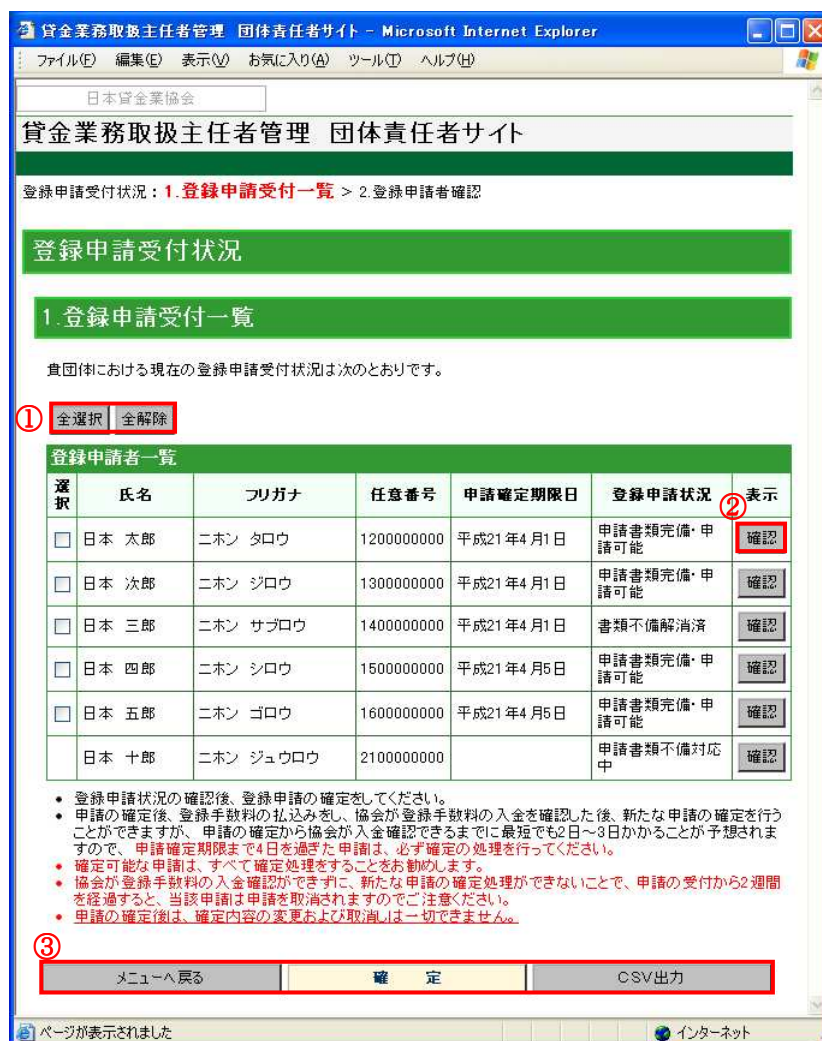 貸金業務取扱主任者管理 団体責任者サイト - Microsoft Internet Explorer
ファイル(F) 編集(E) 表示(V) お気に入り(A) ツール(T) ヘルプ(H)
日本貸金業協会
貸金業務取扱主任者管理 団体責任者サイト
登録申請受付状況：1.登録申請受付一覧 > 2.登録申請者確認
登録申請受付状況
1.登録申請受付一覧
貴団体における現在の登録申請受付状況は次のとおりです。
① 全選択 全解除
登録申請者一覧
選択 氏名 フリガナ 任意番号 申請確定期限日 登録申請状況 ② 表示
日本 太郎 ニホン タロウ 1200000000 平成21年4月1日 申請書類完備・申請可能 確認
日本 次郎 ニホン ジロウ 1300000000 平成21年4月1日 申請書類完備・申請可能 確認
日本 三郎 ニホン サブロウ 1400000000 平成21年4月1日 書類不備解消済 確認
日本 四郎 ニホン シロウ 1500000000 平成21年4月5日 申請書類完備・申請可能 確認
日本 五郎 ニホン ゴロウ 1600000000 平成21年4月5日 申請書類完備・申請可能 確認
日本 十郎 ニホン ジュウロウ 2100000000 申請書類不備対応中 確認
• 登録申請状況の確認後、登録申請の確定をしてください。
• 申請の確定後、登録手数料の払込みをし、協会が登録手数料の入金を確認した後、新たな申請の確定を行う
ことができますが、 申請の確定から協会が入金確認できるまでに最短でも2日～3日かかることが予想されま
すので、 申請確定期限まで4日を過ぎた申請は、必ず確定の処理を行ってください。
• 確定可能な申請は、すべて確定処理をすることをお勧めします。
• 協会が登録手数料の入金確認ができずに、新たな申請の確定処理ができないことで、申請の受付から2週間
を経過すると、当該申請は申請を取消されますのでご注意ください。
• 申請の確定後は、確定内容の変更および取消しは一切できません。
③
メニューへ戻る 確 定 CSV出力
ページが表示されました インターネット